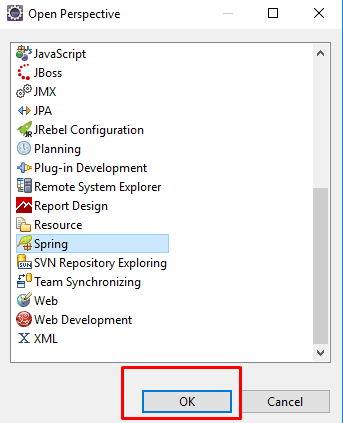 Open Perspective
JavaScript
JBoss
JMX
JPA
JRebel Configuration
Planning
Plug-in Development
Remote System Explorer
Report Design
Resource
Spring
SVN Repository Exploring
Team Synchronizing
Web
Web Development
XML
OK
Cancel